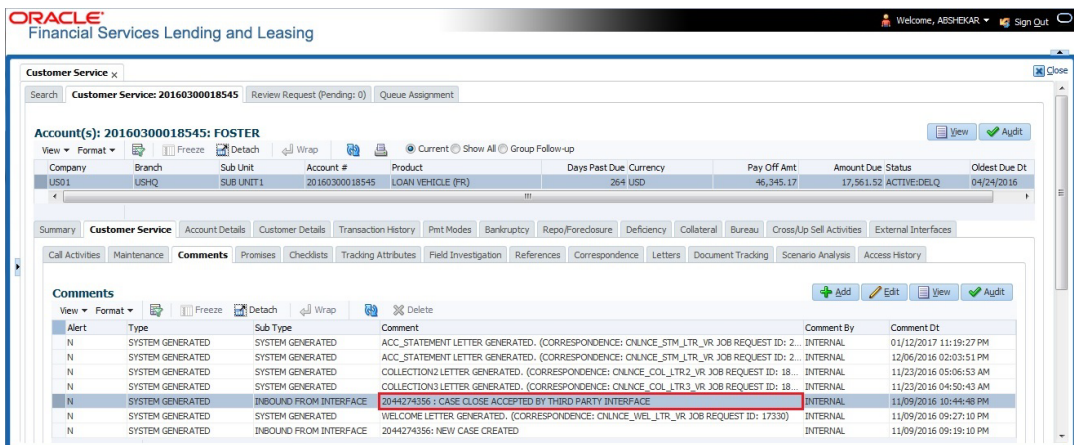 ORACLE
Financial Services Lending and Leasing
Welcome, ABSHEKAR Sign Out
Customer Service x Close
Search Customer Service: 20160300018545 Review Request (Pending: 0) Queue Assignment
Account(s): 20160300018545: FOSTER View Audit
View Format Freeze Detach Wrap Current Show All Group Follow-up
Company Branch Sub Unit Account # Product Days Past Due Currency Pay Off Amt Amount Due Status Oldest Due Dt
US01 USHQ SUB UNIT1 20160300018545 LOAN VEHICLE (FR) 264 USD 46,345.17 17,561.52 ACTIVE:DELQ 04/24/2016
Summary Customer Service Account Details Customer Details Transaction History Pmt Modes Bankruptcy Repo/Foreclosure Deficiency Collateral Bureau Cross/Up Sell Activities External Interfaces
Call Activities Maintenance Comments Promises Checklists Tracking Attributes Field Investigation References Correspondence Letters Document Tracking Scenario Analysis Access History
Comments Add Edit View Audit
View Format Freeze Detach Wrap Delete
Alert Type Sub Type Comment Comment By Comment Dt
N SYSTEM GENERATED SYSTEM GENERATED ACC_STATEMENT LETTER GENERATED. (CORRESPONDENCE: CNLNCE_STM_LTR_VR JOB REQUEST ID: 2... INTERNAL 01/12/2017 11:19:27 PM
N SYSTEM GENERATED SYSTEM GENERATED ACC_STATEMENT LETTER GENERATED. (CORRESPONDENCE: CNLNCE_STM_LTR_VR JOB REQUEST ID: 2... INTERNAL 12/06/2016 02:03:51 PM
N SYSTEM GENERATED SYSTEM GENERATED COLLECTION2 LETTER GENERATED. (CORRESPONDENCE: CNLNCE_COL_LTR2_VR JOB REQUEST ID: 18... INTERNAL 11/23/2016 05:06:53 AM
N SYSTEM GENERATED SYSTEM GENERATED COLLECTION3 LETTER GENERATED. (CORRESPONDENCE: CNLNCE_COL_LTR3_VR JOB REQUEST ID: 18... INTERNAL 11/23/2016 04:50:43 AM
N SYSTEM GENERATED INBOUND FROM INTERFACE 2044274356 : CASE CLOSE ACCEPTED BY THIRD PARTY INTERFACE INTERNAL 11/09/2016 10:44:48 PM
N SYSTEM GENERATED SYSTEM GENERATED WELCOME LETTER GENERATED. (CORRESPONDENCE: CNLNCE_WEL_LTR_VR JOB REQUEST ID: 17330) INTERNAL 11/09/2016 09:27:10 PM
N SYSTEM GENERATED INBOUND FROM INTERFACE 2044274356: NEW CASE CREATED INTERNAL 11/09/2016 09:19:10 PM